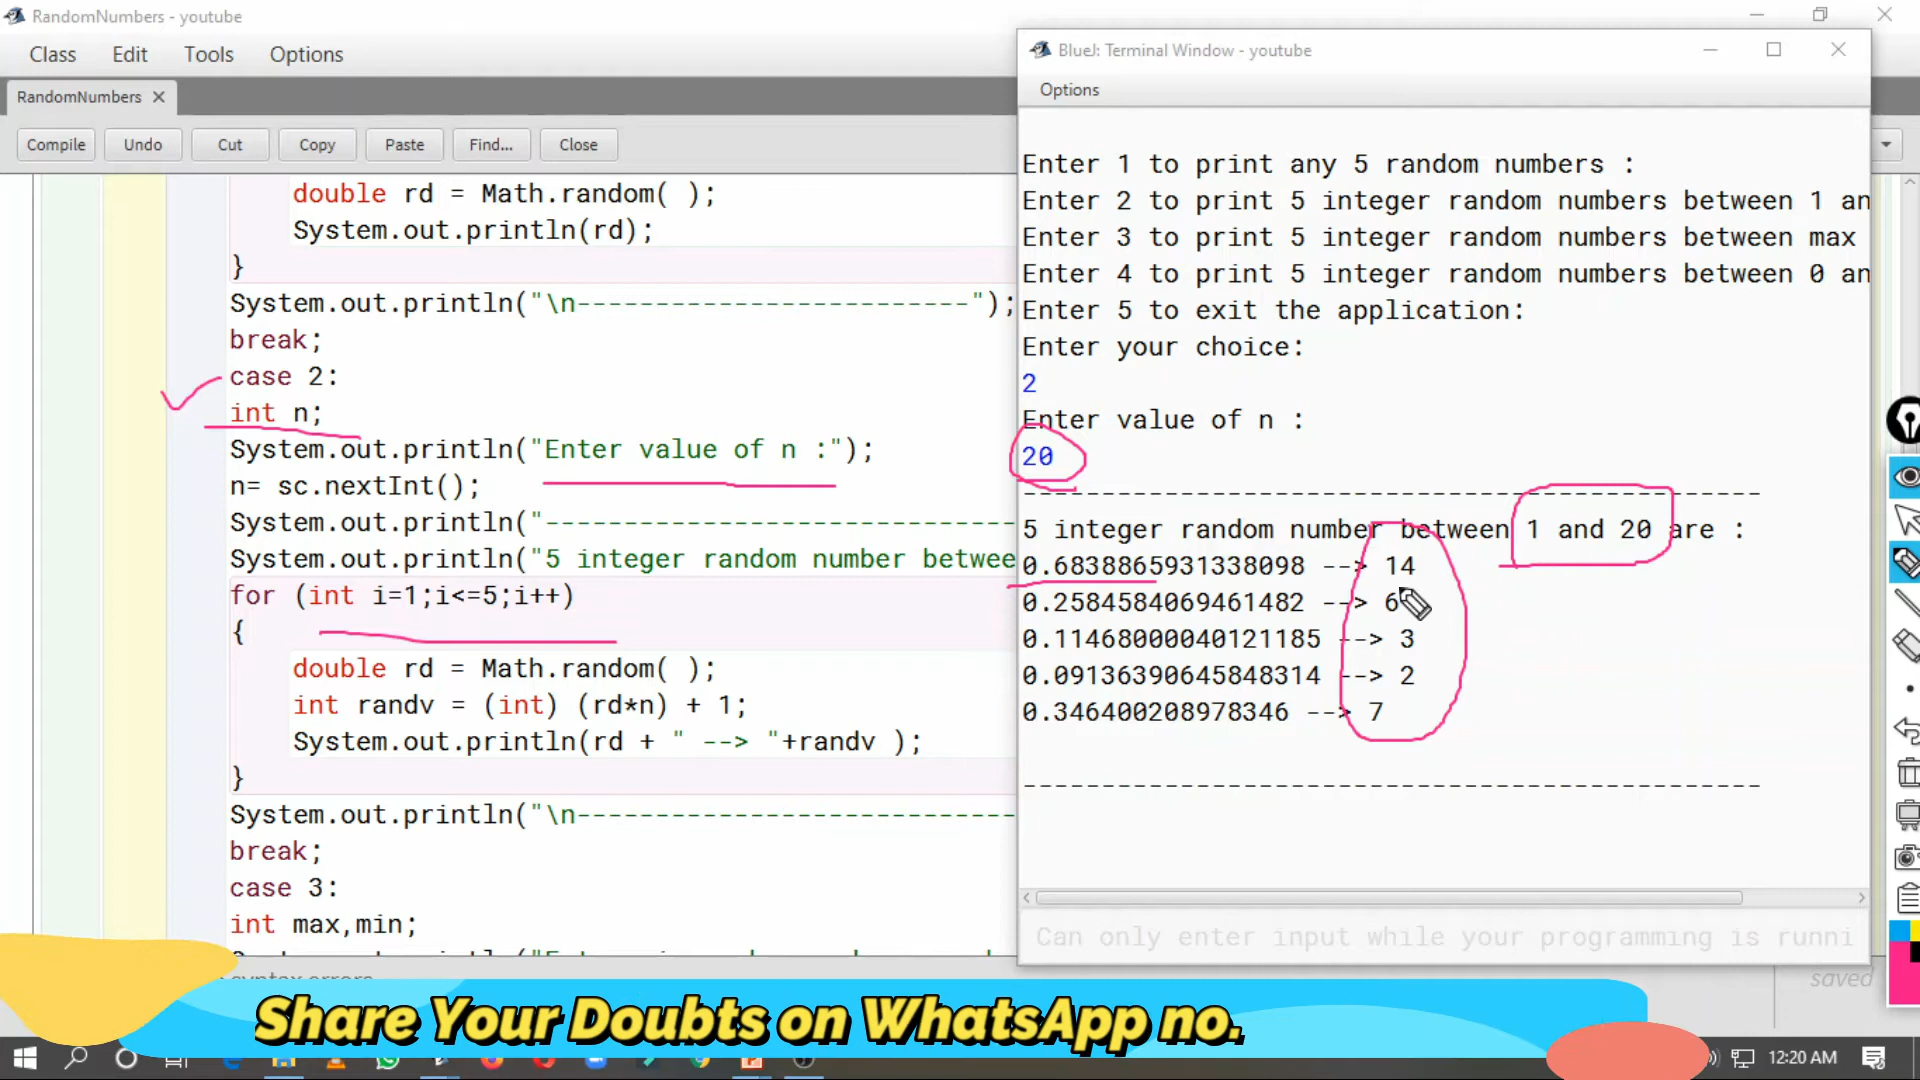 RandomNumbers - youtube
Class Edit Tools Options
RandomNumbers
Compile Undo Cut Copy Paste Find... Close
double rd = Math.random( );
System.out.println(rd);
}
System.out.println("\n-------------------------");
break;
case 2:
int n;
System.out.println("Enter value of n :");
n= sc.nextInt();
System.out.println("------------------------------
System.out.println("5 integer random number betwee
for (int i=1;i<=5;i++)
{
double rd = Math.random( );
int randv = (int) (rd*n) + 1;
System.out.println(rd + " --> "+randv );
}
System.out.println("\n----------------------------
break;
case 3:
int max,min;
syntax errors
saved
BlueJ: Terminal Window - youtube
Options
Enter 1 to print any 5 random numbers :
Enter 2 to print 5 integer random numbers between 1 an
Enter 3 to print 5 integer random numbers between max
Enter 4 to print 5 integer random numbers between 0 an
Enter 5 to exit the application:
Enter your choice:
2
Enter value of n :
20
-----------------------------------------------
5 integer random number between 1 and 20 are :
0.6838865931338098 --> 14
0.2584584069461482 --> 6
0.11468000040121185 --> 3
0.09136390645848314 --> 2
0.346400208978346 --> 7
-----------------------------------------------
Can only enter input while your programming is runni
Share Your Doubts on WhatsApp no.
12:20 AM